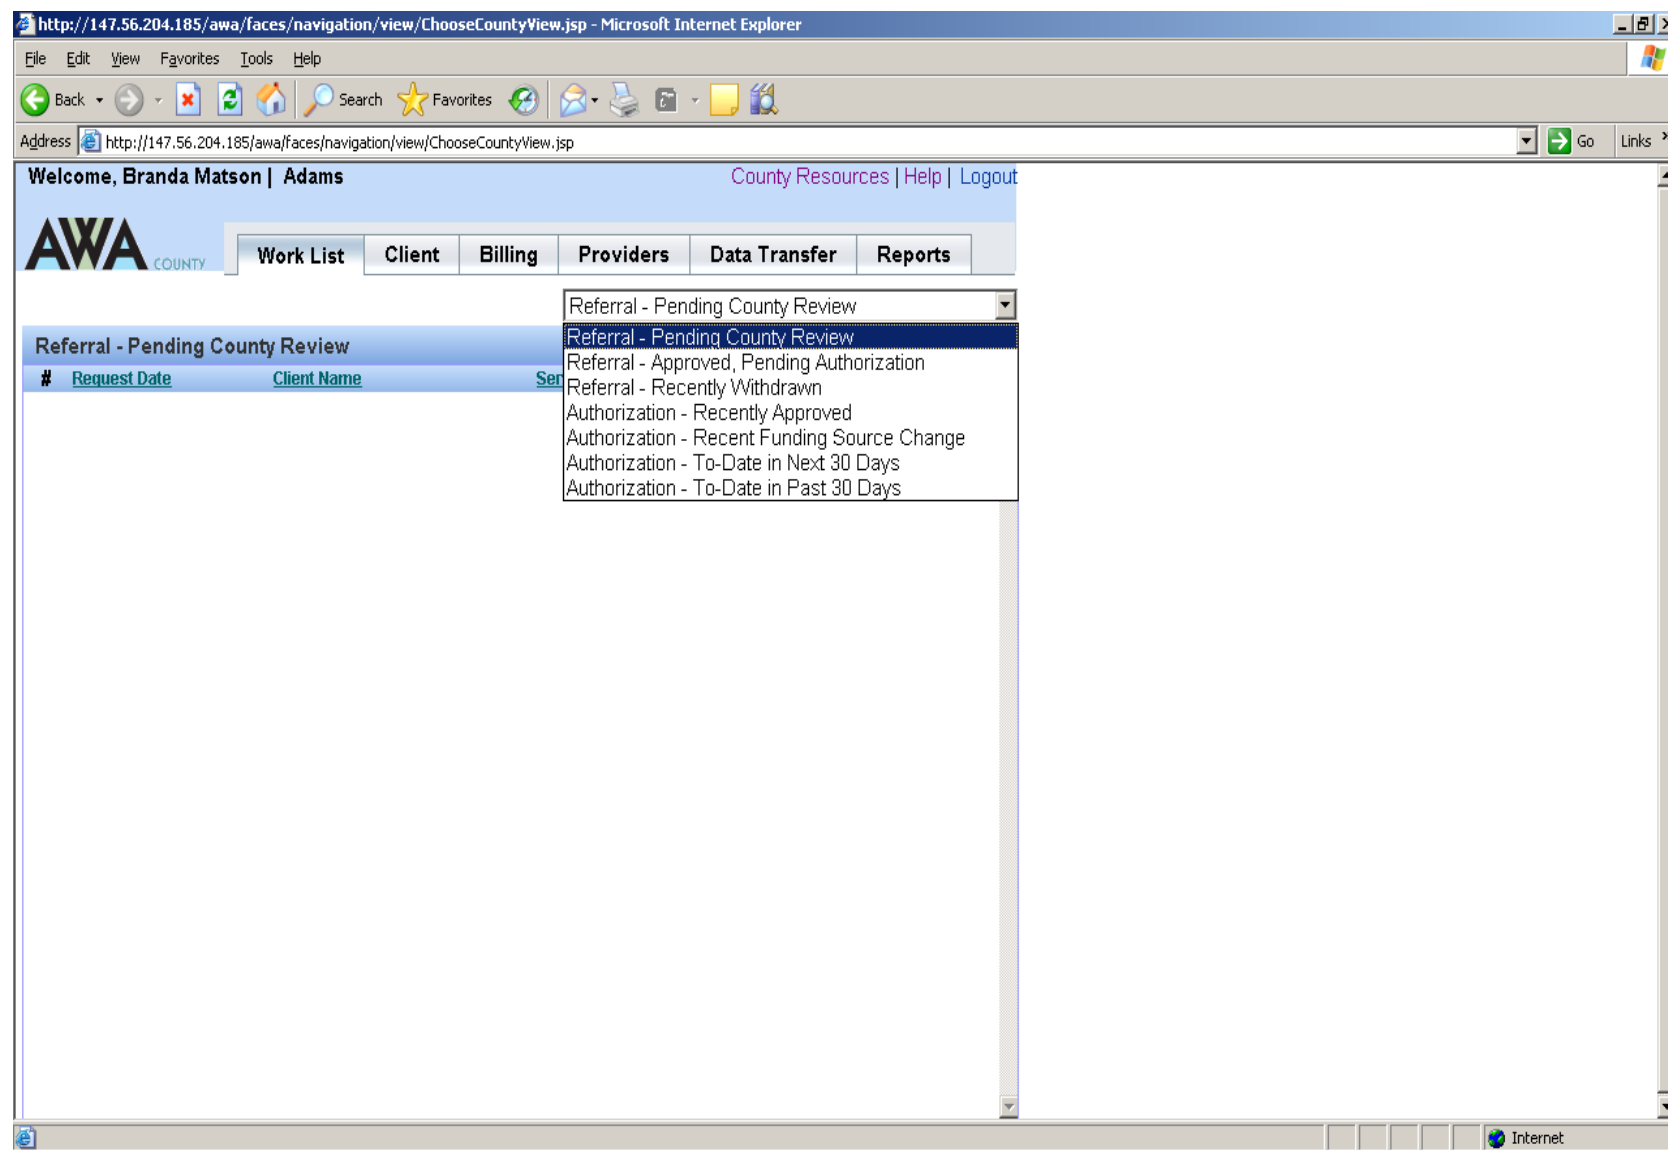 http://147.56.204.185/awa/faces/navigation/view/ChooseCountyView.jsp - Microsoft Internet Explorer
File Edit View Favorites Tools Help
Back Search Favorites
Address http://147.56.204.185/awa/faces/navigation/view/ChooseCountyView.jsp Go Links »
Welcome, Branda Matson | Adams County Resources | Help | Logout
AWA COUNTY Work List Client Billing Providers Data Transfer Reports
Referral - Pending County Review
Referral - Pending County Review
Referral - Pending County Review
# Request Date Client Name Ser
Referral - Approved, Pending Authorization
Referral - Recently Withdrawn
Authorization - Recently Approved
Authorization - Recent Funding Source Change
Authorization - To-Date in Next 30 Days
Authorization - To-Date in Past 30 Days
Internet